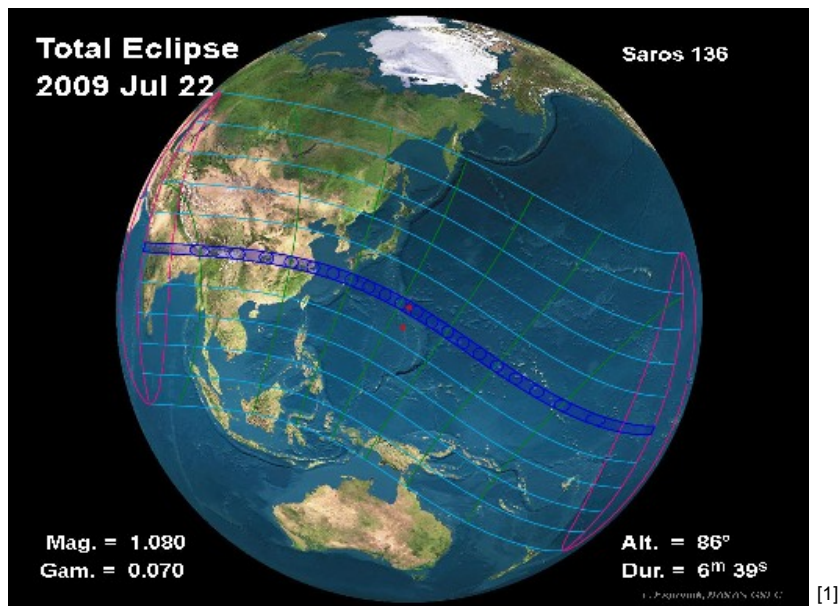 Total Eclipse
2009 Jul 22
Saros 136
Mag. = 1.080
Gam. = 0.070
Alt. = 86°
Dur. = 6ᵐ 39ˢ
[1]